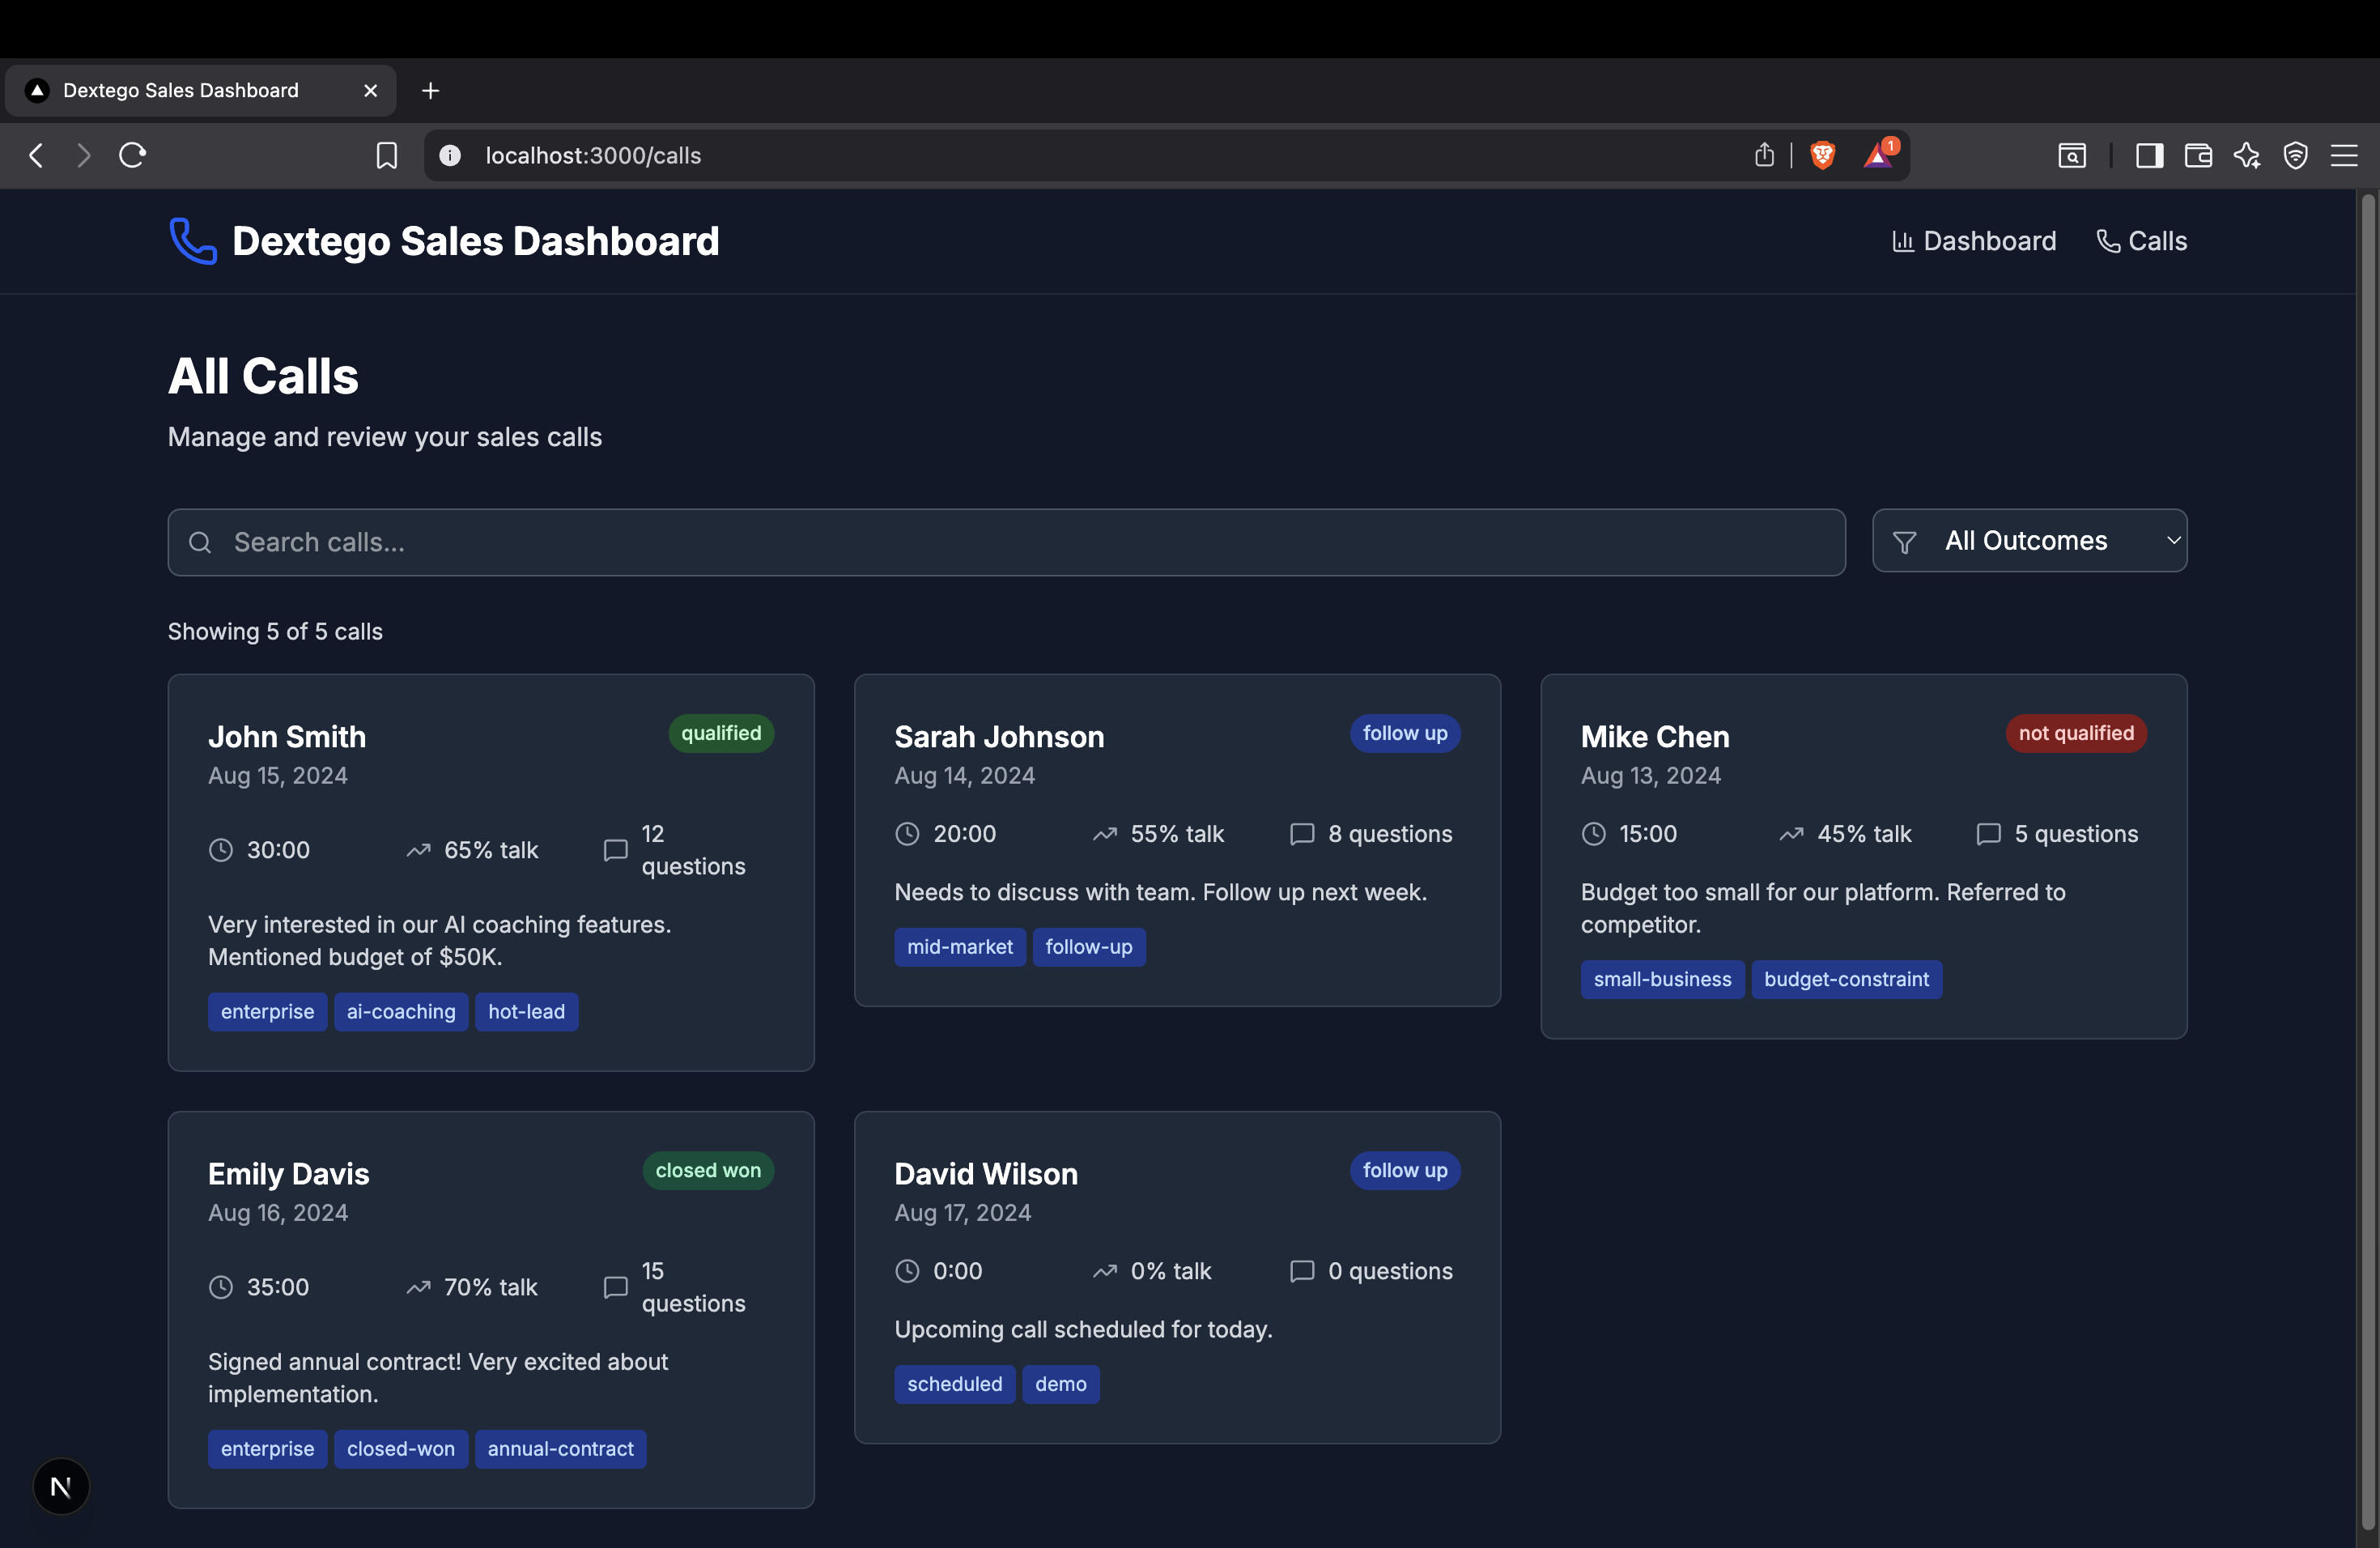 Dextego Sales Dashboard
localhost:3000/calls
1
Dextego Sales Dashboard
Dashboard
Calls
All Calls
Manage and review your sales calls
Search calls...
All Outcomes
Showing 5 of 5 calls
John Smith
qualified
Aug 15, 2024
30:00
65% talk
12
questions
Very interested in our AI coaching features.
Mentioned budget of $50K.
enterprise
ai-coaching
hot-lead
Sarah Johnson
follow up
Aug 14, 2024
20:00
55% talk
8 questions
Needs to discuss with team. Follow up next week.
mid-market
follow-up
Mike Chen
not qualified
Aug 13, 2024
15:00
45% talk
5 questions
Budget too small for our platform. Referred to
competitor.
small-business
budget-constraint
Emily Davis
closed won
Aug 16, 2024
35:00
70% talk
15
questions
Signed annual contract! Very excited about
implementation.
enterprise
closed-won
annual-contract
David Wilson
follow up
Aug 17, 2024
0:00
0% talk
0 questions
Upcoming call scheduled for today.
scheduled
demo
N